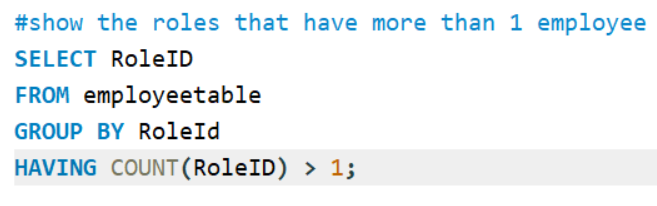 #show the roles that have more than 1 employee
SELECT RoleID
FROM employeetable
GROUP BY RoleId
HAVING COUNT(RoleID) > 1;